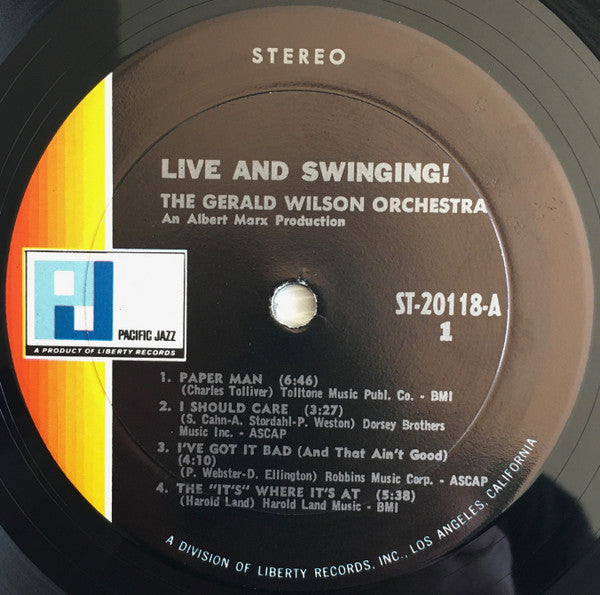 STEREO
LIVE AND SWINGING!
THE GERALD WILSON ORCHESTRA
An Albert Marx Production
PJ
PACIFIC JAZZ
A PRODUCT OF LIBERTY RECORDS
ST-20118-A
1
1. PAPER MAN (6:46)
(Charles Tolliver) Tolltone Music Publ. Co. - BMI
2. I SHOULD CARE (3:27)
(S. Cahn-A. Stordahl-P. Weston) Dorsey Brothers
Music Inc. - ASCAP
3. I'VE GOT IT BAD (And That Ain't Good)
(4:10)
(P. Webster-D. Ellington) Robbins Music Corp. - ASCAP
4. THE "IT'S" WHERE IT'S AT (5:38)
(Harold Land) Harold Land Music - BMI
A DIVISION OF LIBERTY RECORDS, INC., LOS ANGELES, CALIFORNIA